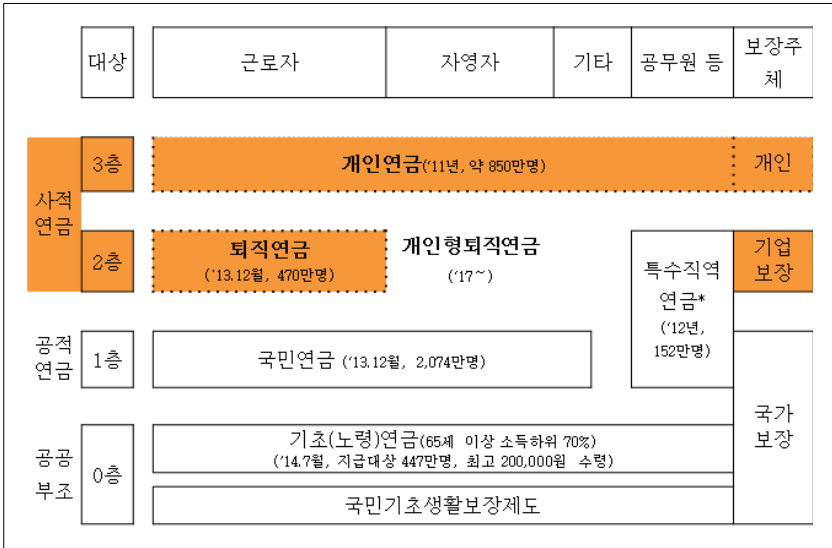 대상
근로자
자영자
기타
공무원 등
보장주
체
사적
연금
3층
개인연금(‘11년, 약 850만명)
개인
2층
퇴직연금
(‘13.12월, 470만명)
개인형퇴직연금
(‘17~)
특수직역
연금*
(‘12년,
152만명)
기업
보장
공적
연금
1층
국민연금 (‘13.12월, 2,074만명)
국가
보장
공공
부조
0층
기초(노령)연금(65세 이상 소득하위 70%)
(‘14.7월, 지급대상 447만명, 최고 200,000원 수령)
국민기초생활보장제도